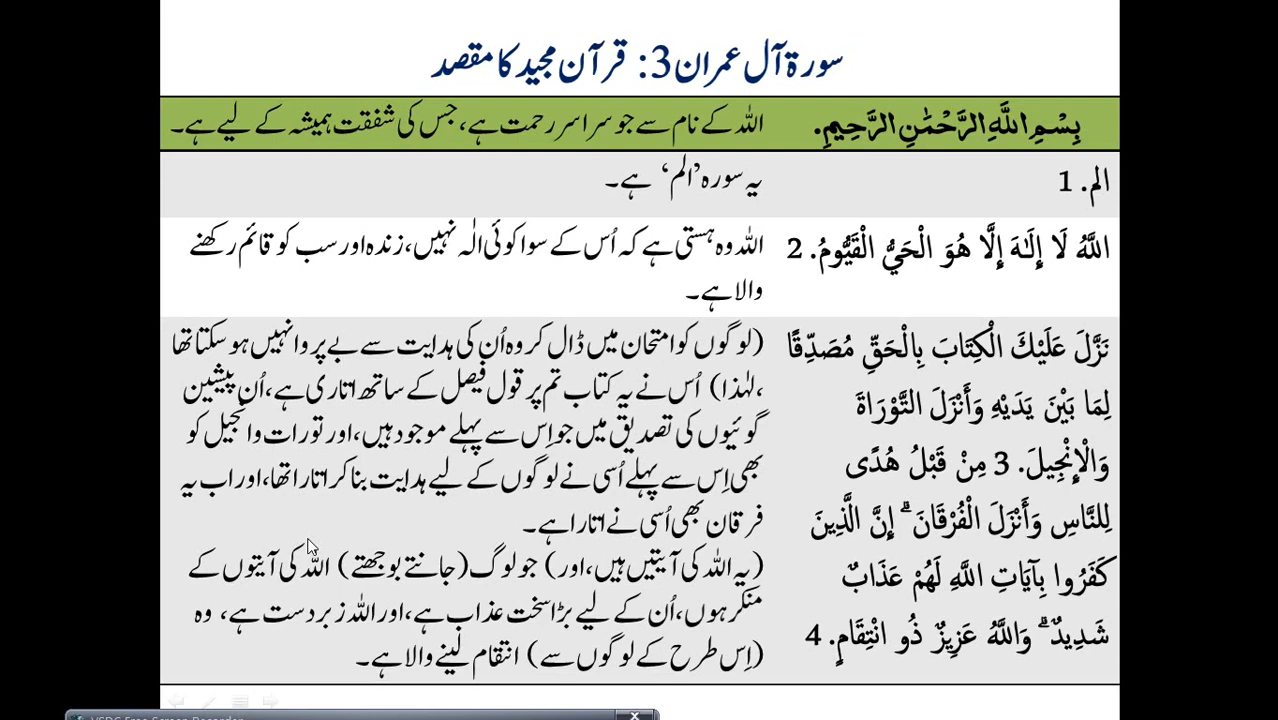 سورۃ آل عمران 3: قرآن مجید کا مقصد
بِسْمِ اللَّهِ الرَّحْمَٰنِ الرَّحِيمِ.
اللہ کے نام سے جو سراسر رحمت ہے، جس کی شفقت ہمیشہ کے لیے ہے۔
الم. 1
یہ سورہ ’الم‘ ہے۔
اللَّهُ لَا إِلَٰهَ إِلَّا هُوَ الْحَيُّ الْقَيُّومُ. 2
اللہ وہ ہستی ہے کہ اُس کے سوا کوئی الٰہ نہیں، زندہ اور سب کو قائم رکھنے
والا ہے۔
نَزَّلَ عَلَيْكَ الْكِتَابَ بِالْحَقِّ مُصَدِّقًا
لِمَا بَيْنَ يَدَيْهِ وَأَنْزَلَ التَّوْرَاةَ
وَالْإِنْجِيلَ. 3 مِنْ قَبْلُ هُدًى
لِلنَّاسِ وَأَنْزَلَ الْفُرْقَانَ ۗ إِنَّ الَّذِينَ
كَفَرُوا بِآيَاتِ اللَّهِ لَهُمْ عَذَابٌ
شَدِيدٌ ۗ وَاللَّهُ عَزِيزٌ ذُو انْتِقَامٍ. 4
(لوگوں کو امتحان میں ڈال کر وہ اُن کی ہدایت سے بے پروا نہیں ہو سکتا تھا
،لہٰذا) اُس نے یہ کتاب تم پر قول فیصل کے ساتھ اتاری ہے، اُن پیشین
گوئیوں کی تصدیق میں جو اِس سے پہلے موجود ہیں، اور تورات و انجیل کو
بھی اِس سے پہلے اُسی نے لوگوں کے لیے ہدایت بنا کر اتارا تھا، اور اب یہ
فرقان بھی اُسی نے اتارا ہے۔
(یہ اللہ کی آیتیں ہیں، اور) جو لوگ (جانتے بوجھتے) اللہ کی آیتوں کے
منکر ہوں، اُن کے لیے بڑا سخت عذاب ہے، اور اللہ زبردست ہے، وہ
(اِس طرح کے لوگوں سے) انتقام لینے والا ہے۔
VSDC Free Screen Recorder